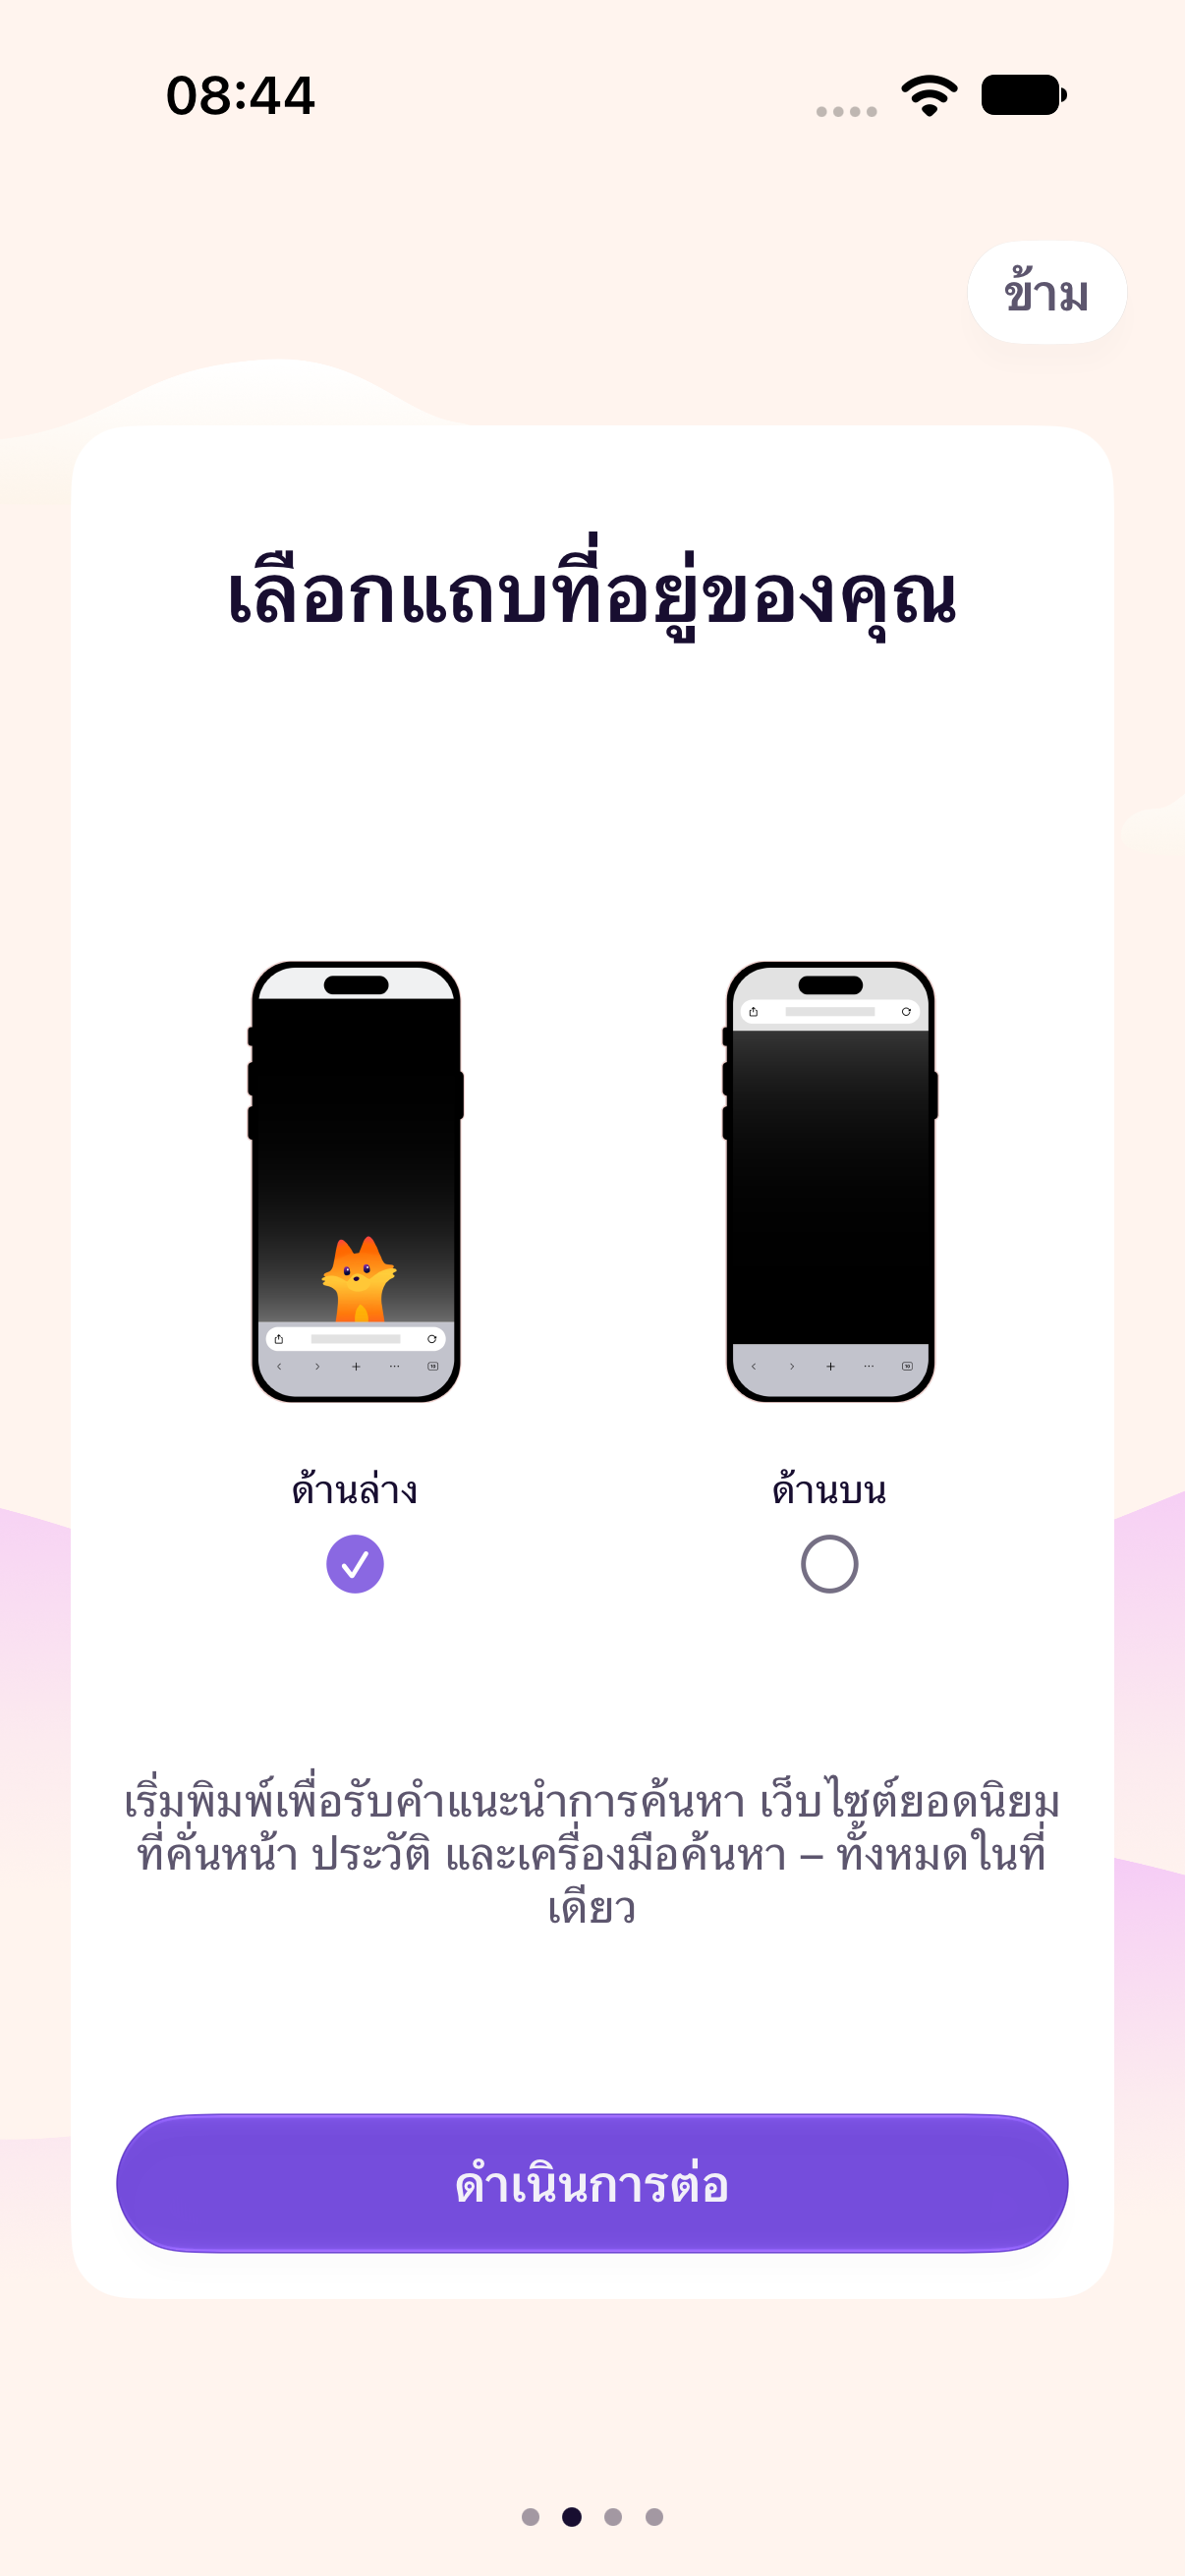 08:44
ข้าม
เลือกแถบที่อยู่ของคุณ
ด้านล่าง
ด้านบน
เริ่มพิมพ์เพื่อรับคำแนะนำการค้นหา เว็บไซต์ยอดนิยม
ที่คั่นหน้า ประวัติ และเครื่องมือค้นหา – ทั้งหมดในที่
เดียว
ดำเนินการต่อ